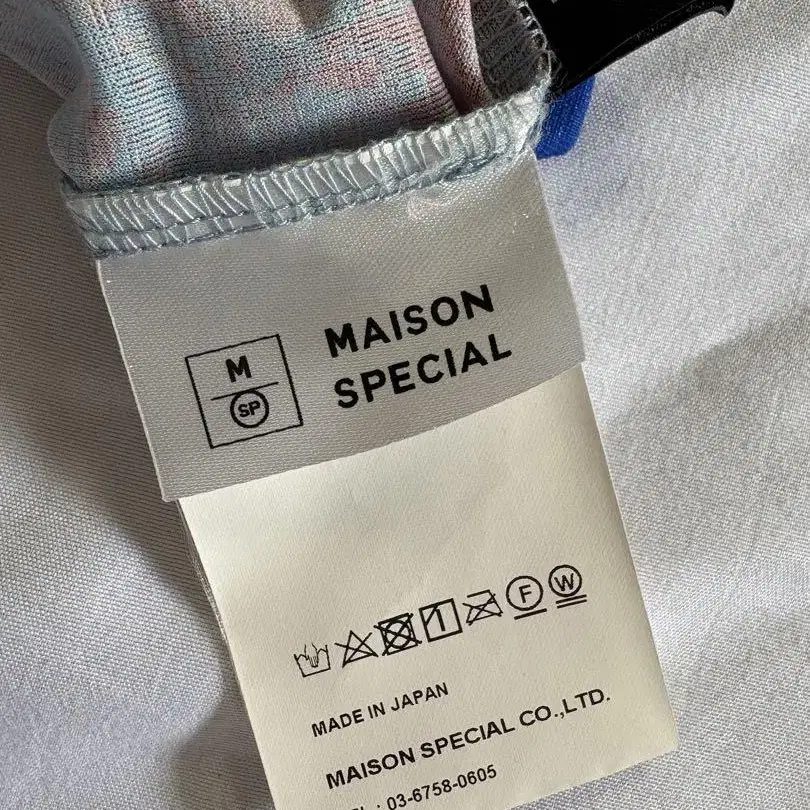 M
SP
MAISON
SPECIAL
F W
MADE IN JAPAN
MAISON SPECIAL CO.,LTD.
: 03-6758-0605